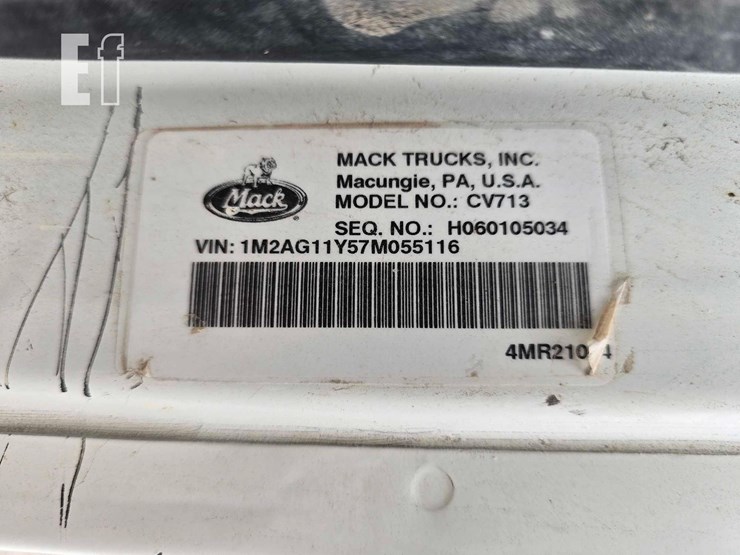 Ef
Mack
MACK TRUCKS, INC.
Macungie, PA, U.S.A.
MODEL NO.: CV713
SEQ. NO.: H060105034
VIN: 1M2AG11Y57M055116